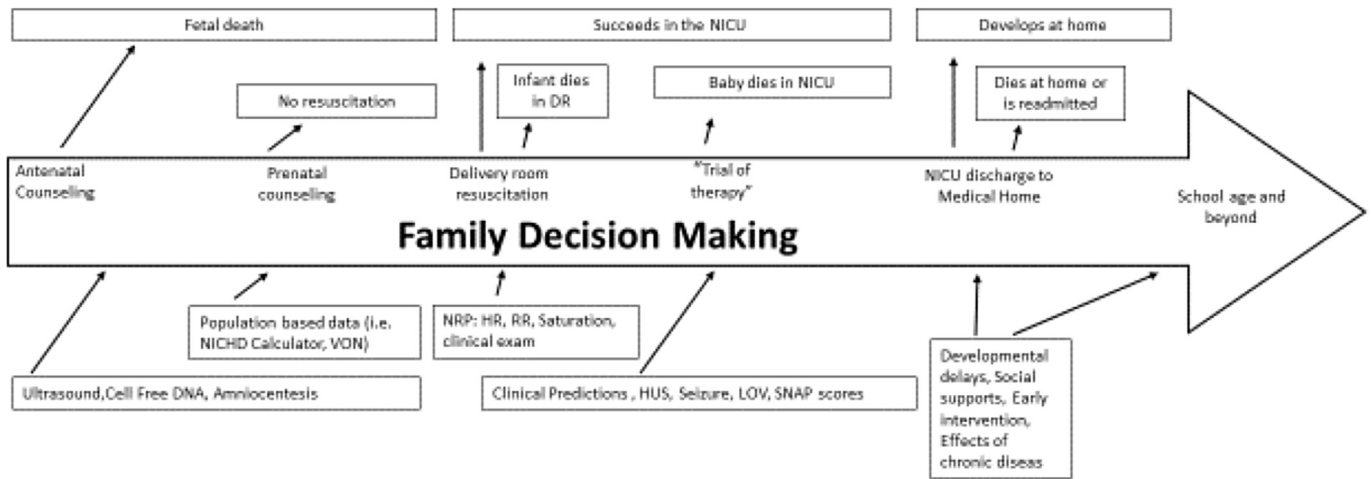 Fetal death
Succeeds in the NICU
Develops at home
No resuscitation
Infant dies
in DR
Baby dies in NICU
Dies at home or
is readmitted
Antenatal
Counseling
Prenatal
counseling
Delivery room
resuscitation
"Trial of
therapy"
NICU discharge to
Medical Home
School age and
beyond
Family Decision Making
Population based data (i.e.
NICHD Calculator, VON)
NRP: HR, RR, Saturation,
clinical exam
Ultrasound,Cell Free DNA, Amniocentesis
Clinical Predictions , HUS, Seizure, LOV, SNAP scores
Developmental
delays, Social
supports, Early
intervention,
Effects of
chronic diseas